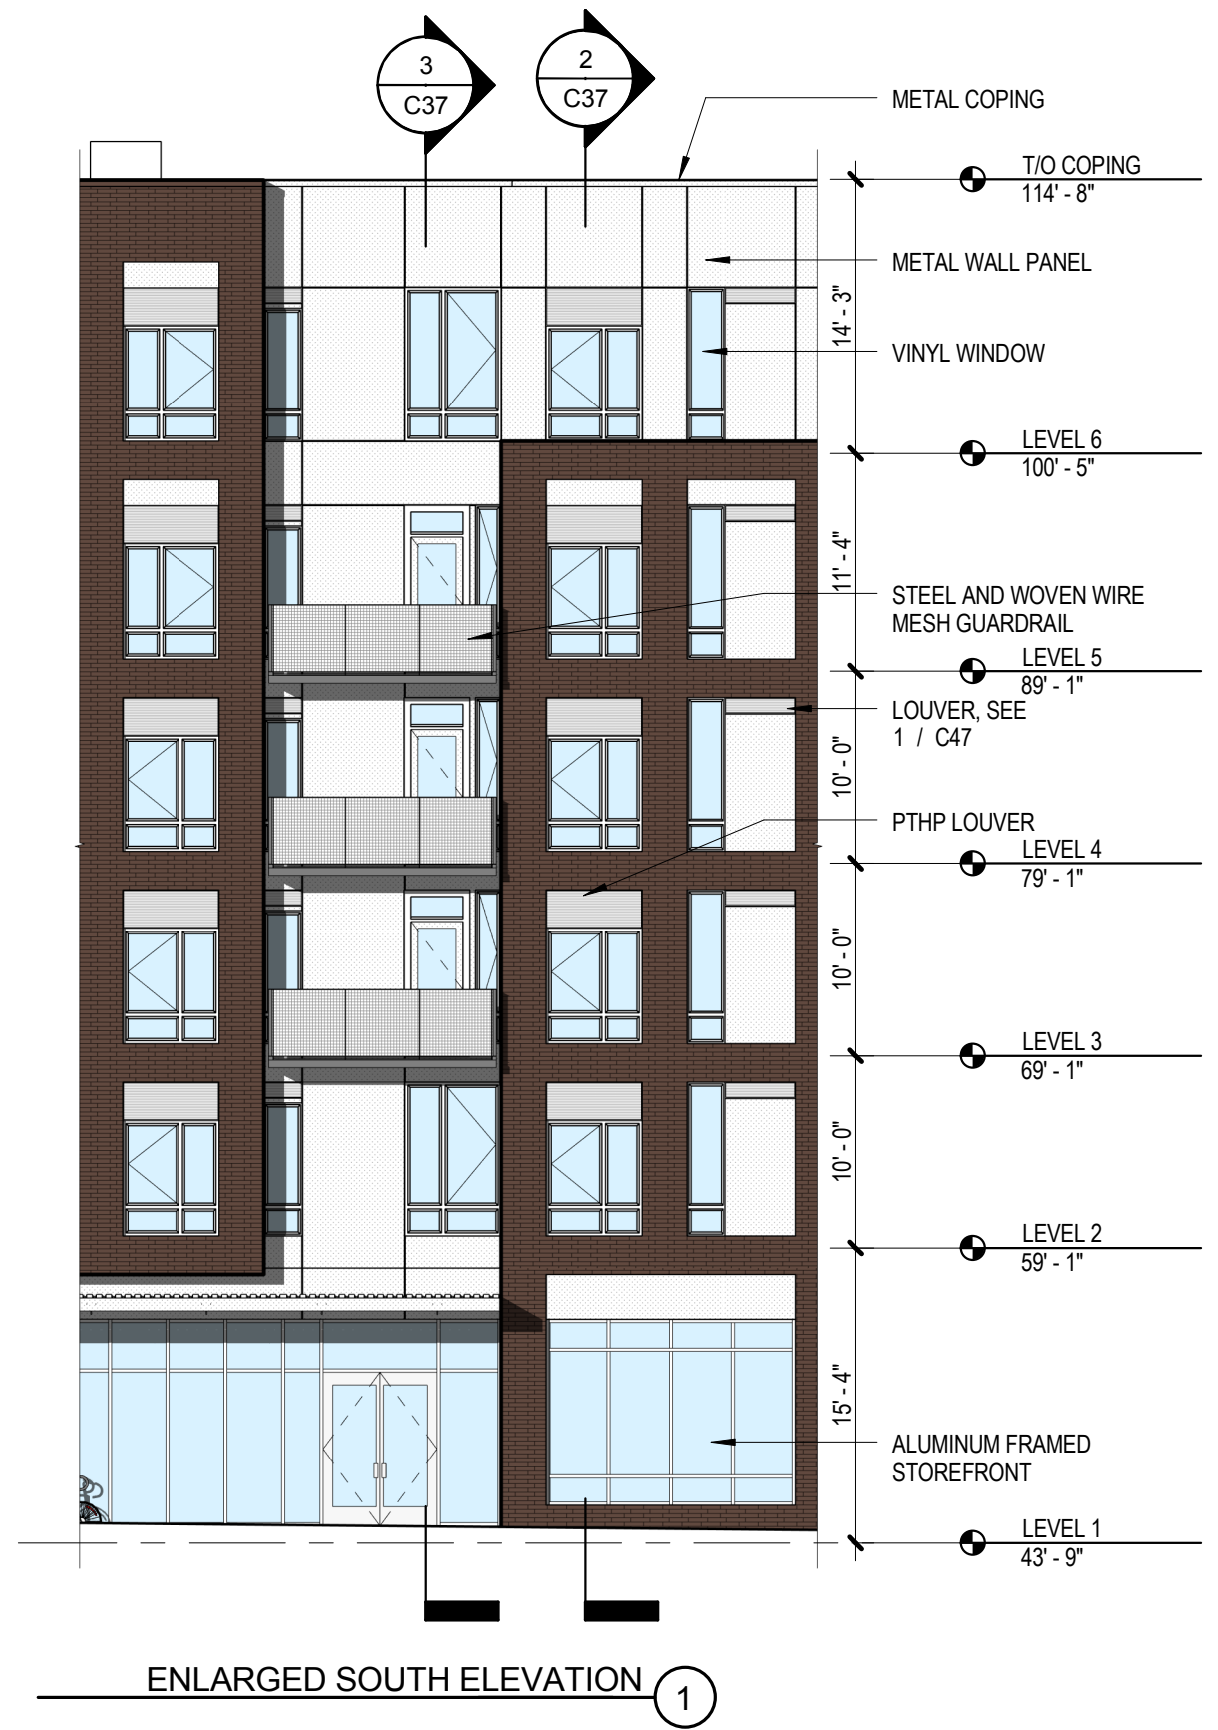 3
C37
2
C37
METAL COPING
T/O COPING
114' - 8"
METAL WALL PANEL
14' - 3"
VINYL WINDOW
LEVEL 6
100' - 5"
11' - 4"
STEEL AND WOVEN WIRE
MESH GUARDRAIL
LEVEL 5
89' - 1"
LOUVER, SEE
1 / C47
10' - 0"
PTHP LOUVER
LEVEL 4
79' - 1"
10' - 0"
LEVEL 3
69' - 1"
10' - 0"
LEVEL 2
59' - 1"
15' - 4"
ALUMINUM FRAMED
STOREFRONT
LEVEL 1
43' - 9"
ENLARGED SOUTH ELEVATION
1